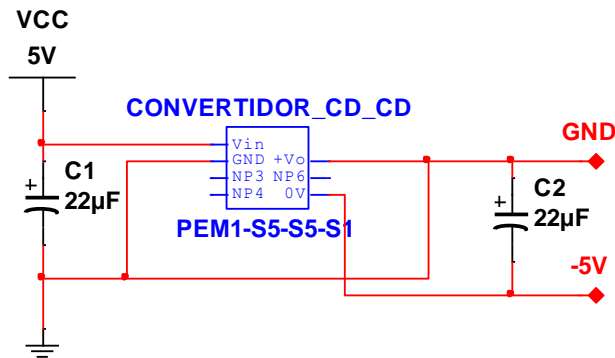 VCC
5V
CONVERTIDOR_CD_CD
GND
Vin
GND +Vo
NP3 NP6
NP4 0V
C1
22µF
+
PEM1-S5-S5-S1
C2
22µF
+
-5V